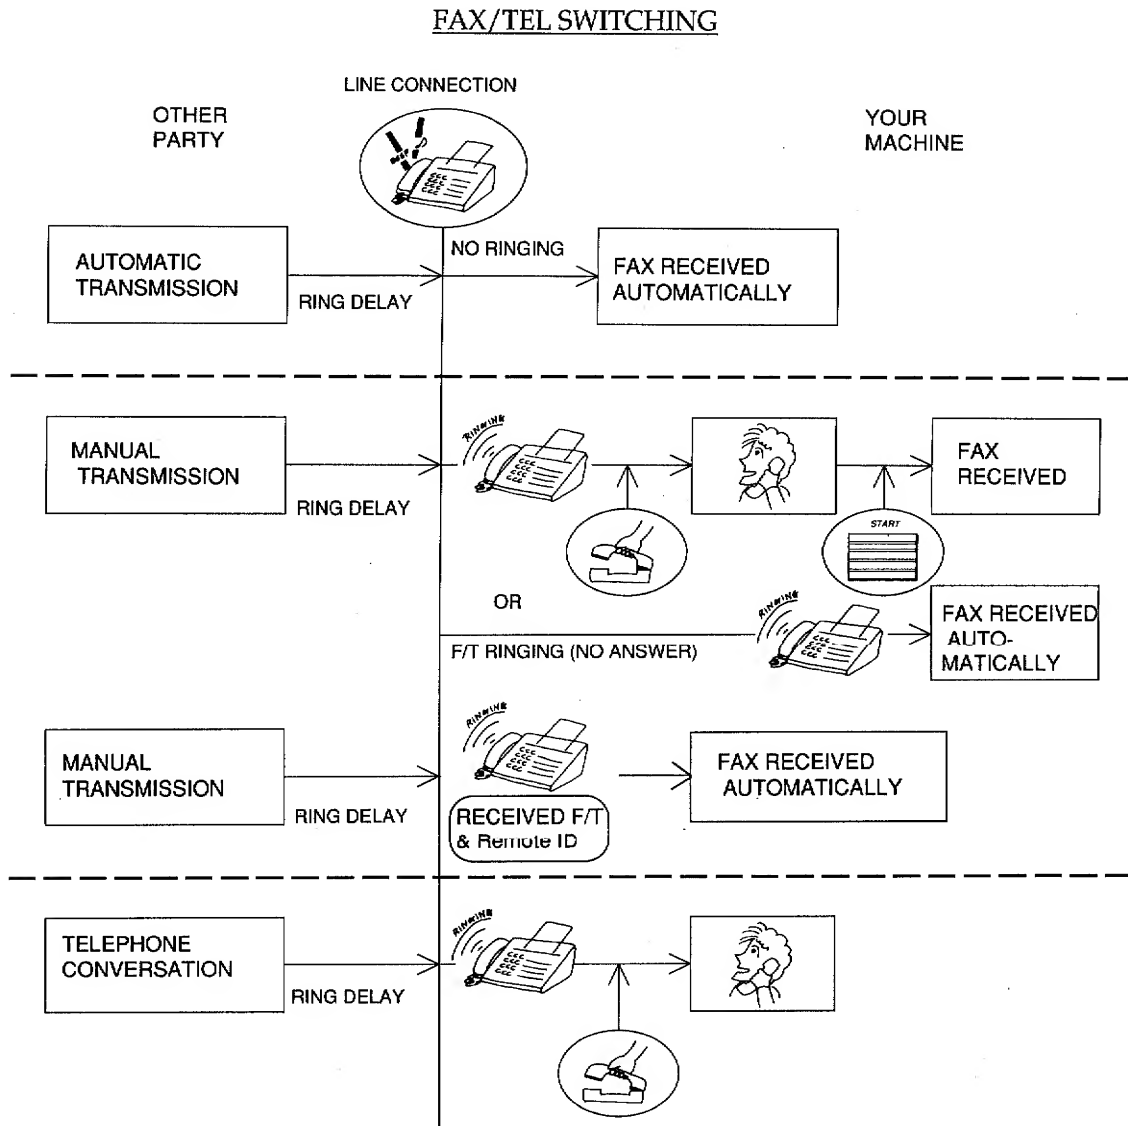 FAX/TEL SWITCHING
LINE CONNECTION
OTHER
PARTY
YOUR
MACHINE
AUTOMATIC
TRANSMISSION
RING DELAY
NO RINGING
FAX RECEIVED
AUTOMATICALLY
MANUAL
TRANSMISSION
RING DELAY
RINGING
FAX
RECEIVED
START
OR
F/T RINGING (NO ANSWER)
RINGING
FAX RECEIVED
AUTO-
MATICALLY
MANUAL
TRANSMISSION
RING DELAY
RINGING
RECEIVED F/T
& Remote ID
FAX RECEIVED
AUTOMATICALLY
TELEPHONE
CONVERSATION
RING DELAY
RINGING